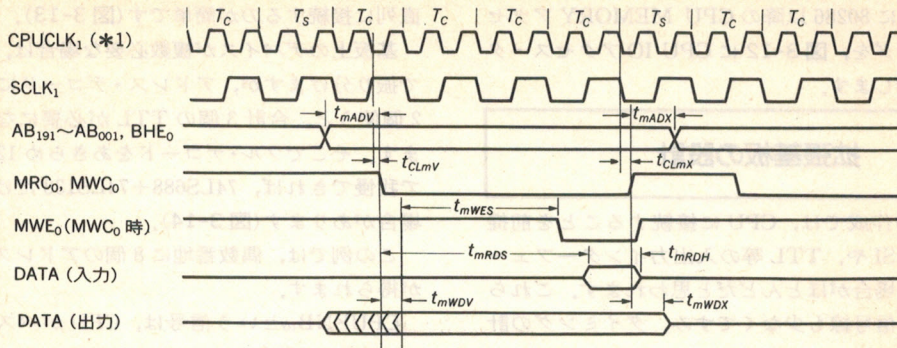 T_C T_S T_C T_C T_C T_C T_S T_C T_C T_C
CPUCLK₁ (*1)
SCLK₁
t_mADV t_mADX
AB₁₉₁〜AB₀₀₁, BHE₀
t_CLmV t_CLmX
MRC₀, MWC₀
t_mWES
MWE₀ (MWC₀ 時)
t_mRDS t_mRDH
DATA (入力)
t_mWDV t_mWDX
DATA (出力)